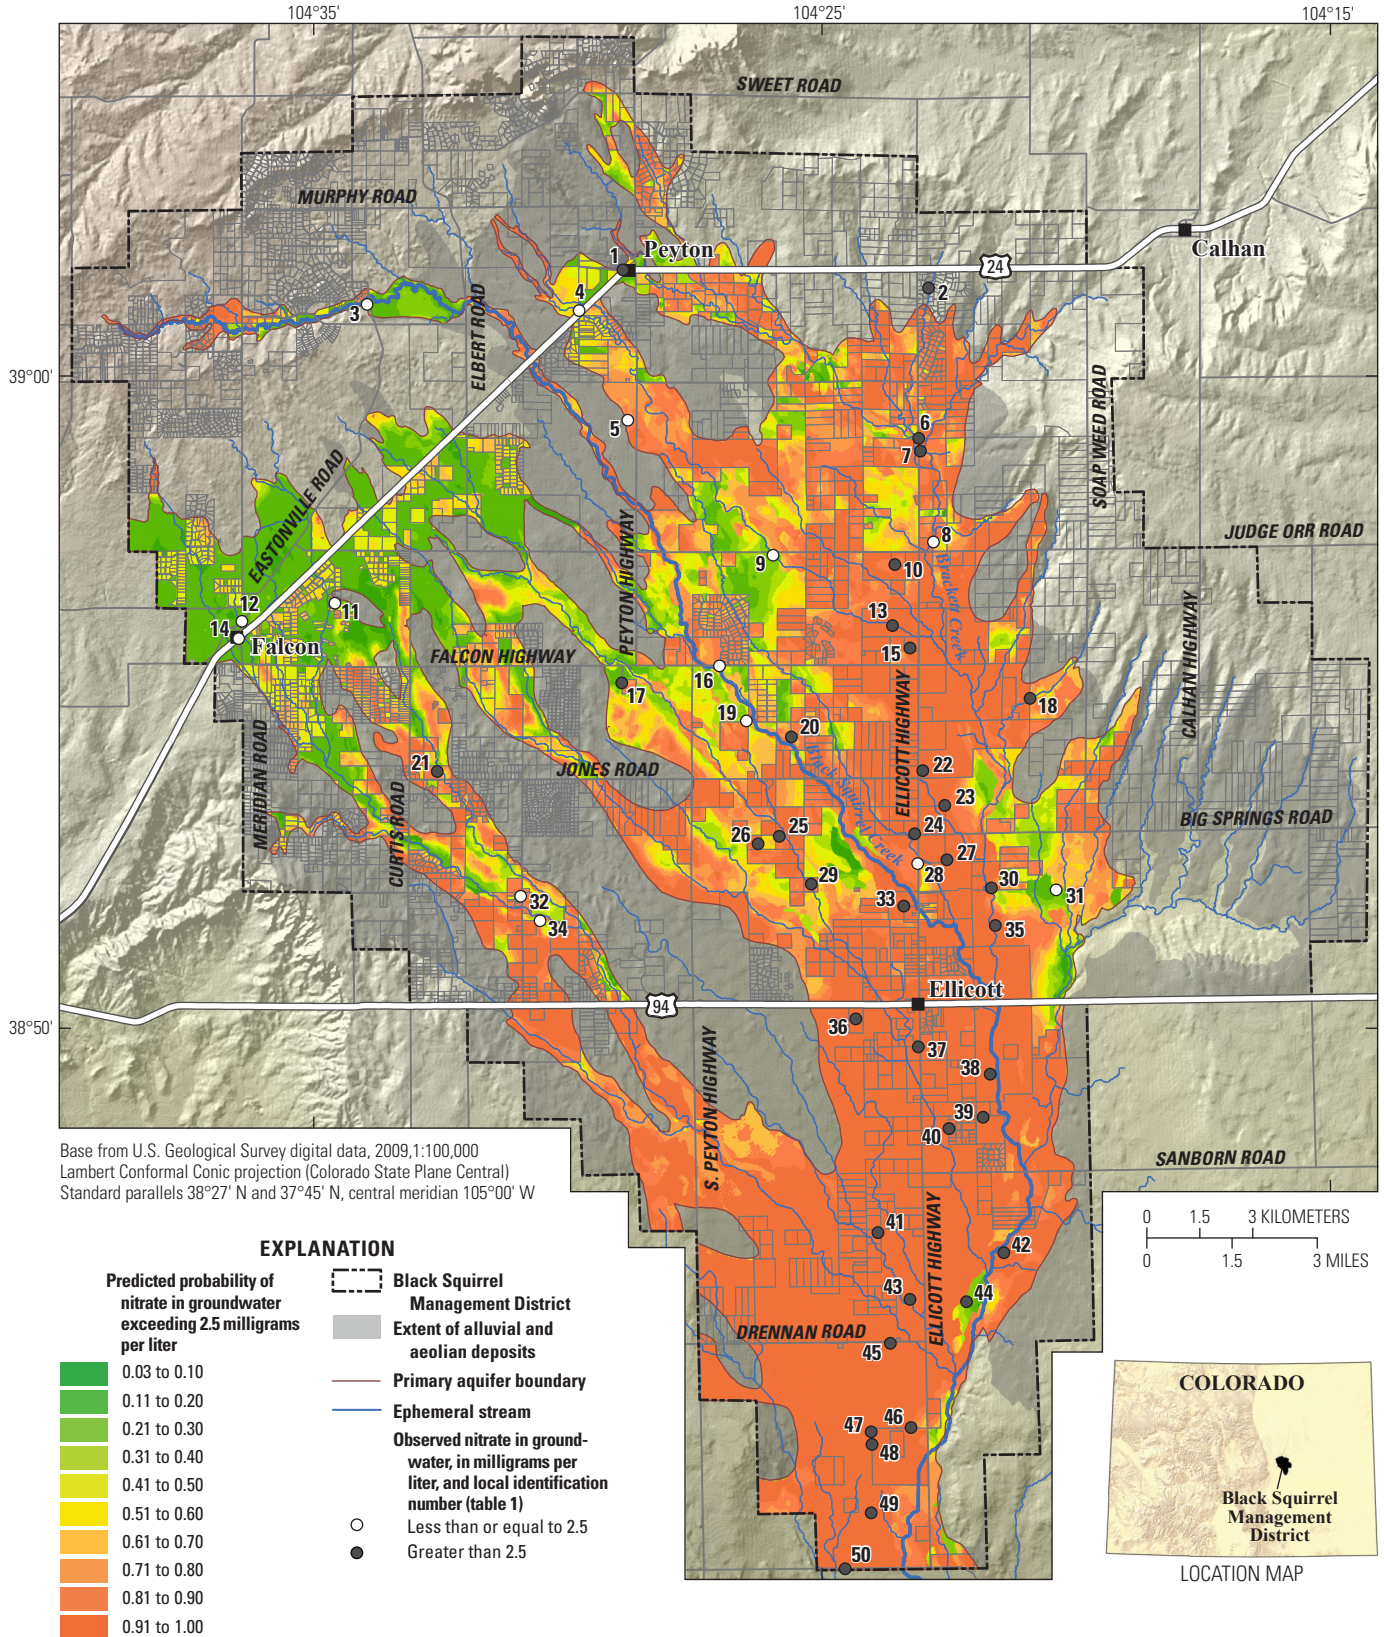 104°35'
104°25'
104°15'
SWEET ROAD
MURPHY ROAD
Peyton
1
Calhan
24
2
4
3
ELBERT ROAD
39°00'
SOAP WEED ROAD
5
6
7
EASTONVILLE ROAD
PEYTON HIGHWAY
JUDGE ORR ROAD
8
9
10
Brackett Creek
12
11
13
14
Falcon
15
FALCON HIGHWAY
CALHAN HIGHWAY
16
17
18
19
20
ELLICOTT HIGHWAY
MERIDIAN ROAD
21
JONES ROAD
22
Black Squirrel Creek
CURTIS ROAD
23
BIG SPRINGS ROAD
24
25
26
27
28
29
30
31
32
33
34
35
Ellicott
94
38°50'
36
37
S. PEYTON HIGHWAY
38
39
40
SANBORN ROAD
Base from U.S. Geological Survey digital data, 2009,1:100,000
Lambert Conformal Conic projection (Colorado State Plane Central)
Standard parallels 38°27' N and 37°45' N, central meridian 105°00' W
41
ELLICOTT HIGHWAY
42
43
44
DRENNAN ROAD
45
46
47
48
49
50
0 1.5 3 KILOMETERS
0 1.5 3 MILES
EXPLANATION
Predicted probability of
nitrate in groundwater
exceeding 2.5 milligrams
per liter
0.03 to 0.10
0.11 to 0.20
0.21 to 0.30
0.31 to 0.40
0.41 to 0.50
0.51 to 0.60
0.61 to 0.70
0.71 to 0.80
0.81 to 0.90
0.91 to 1.00
Black Squirrel
Management District
Extent of alluvial and
aeolian deposits
Primary aquifer boundary
Ephemeral stream
Observed nitrate in ground-
water, in milligrams per
liter, and local identification
number (table 1)
Less than or equal to 2.5
Greater than 2.5
COLORADO
Black Squirrel
Management
District
LOCATION MAP